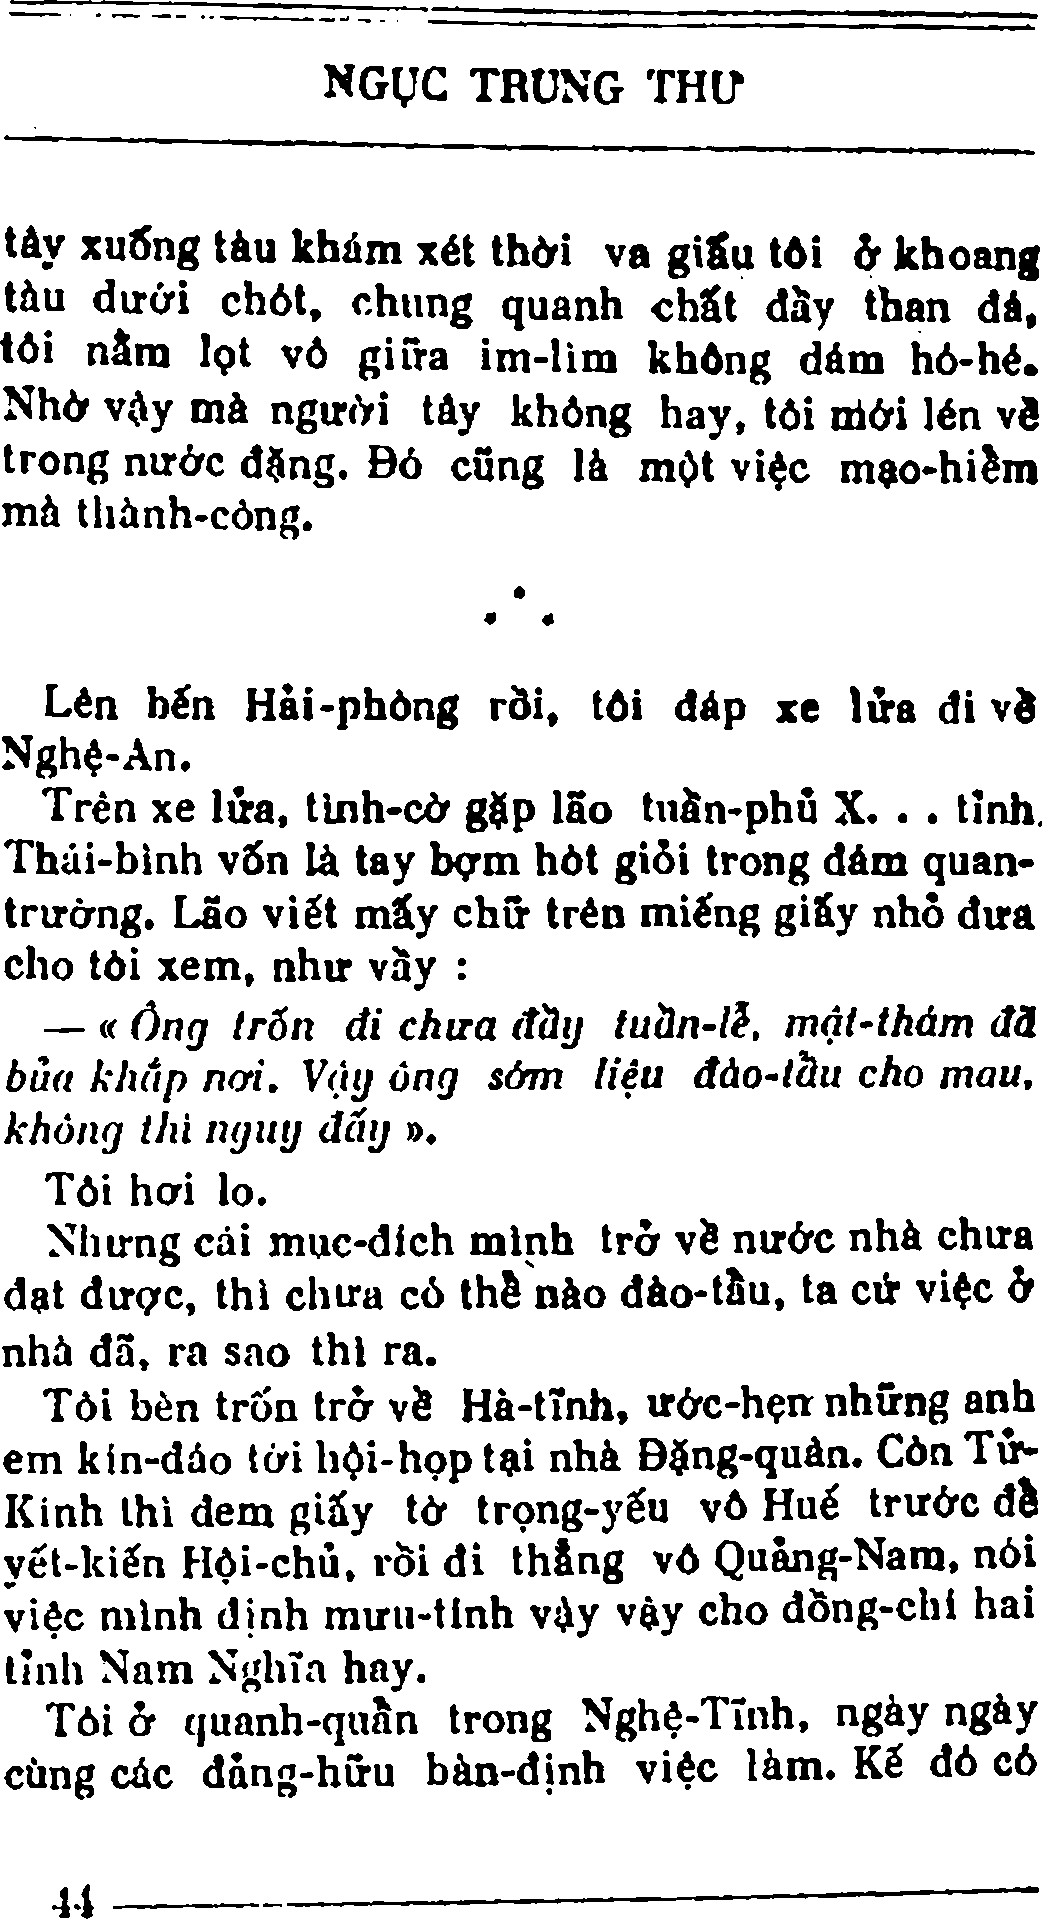 NGỤC TRUNG THƯ
tây xuống tàu khám xét thời va giấu tôi ở khoang
tàu dưới chót, chung quanh chất đầy than đá,
tôi nằm lọt vô giữa im-lìm không dám hó-hé.
Nhờ vậy mà người tây không hay, tôi mới lén về
trong nước đặng. Đó cũng là một việc mạo-hiểm
mà thành-công.
Lên bến Hải-phòng rồi, tôi đáp xe lửa đi về
Nghệ-An.
Trên xe lửa, tình-cờ gặp lão tuần-phủ X. . . tỉnh
Thái-bình vốn là tay bợm hót giỏi trong đám quan-
trường. Lão viết mấy chữ trên miếng giấy nhỏ đưa
cho tôi xem, như vầy :
— « Ông trốn đi chưa đầy tuần-lễ, mật-thám đã
bủa khắp nơi. Vậy ông sớm liệu đào-tẩu cho mau,
không thì nguy đấy ».
Tôi hơi lo.
Nhưng cái mục-đích mình trở về nước nhà chưa
đạt được, thì chưa có thể nào đào-tẩu, ta cứ việc ở
nhà đã, ra sao thì ra.
Tôi bèn trốn trở về Hà-tĩnh, ước-hẹn những anh
em kín-đáo tới hội-họp tại nhà Đặng-quân. Còn Tử-
Kinh thì đem giấy tờ trọng-yếu vô Huế trước để
yết-kiến Hội-chủ, rồi đi thẳng vô Quảng-Nam, nói
việc mình định mưu-tính vậy vậy cho đồng-chí hai
tỉnh Nam Nghĩa hay.
Tôi ở quanh-quẩn trong Nghệ-Tĩnh, ngày ngày
cùng các đảng-hữu bàn-định việc làm. Kế đó có
44